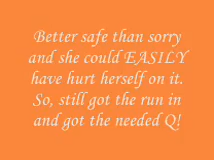 Better safe than sorry
and she could EASILY
have hurt herself on it.
So, still got the run in
and got the needed Q!